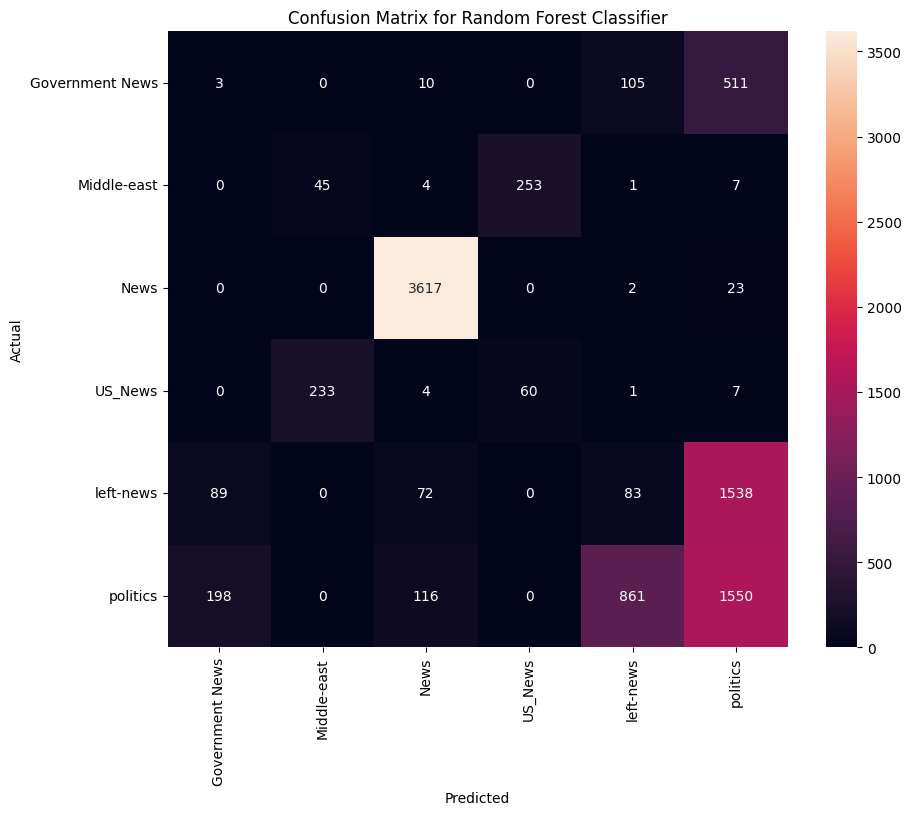 Confusion Matrix for Random Forest Classifier
Government News 3 0 10 0 105 511
Middle-east 0 45 4 253 1 7
News 0 0 3617 0 2 23
US_News 0 233 4 60 1 7
left-news 89 0 72 0 83 1538
politics 198 0 116 0 861 1550
Actual
Government News
Middle-east
News
US_News
left-news
politics
Predicted
3500
3000
2500
2000
1500
1000
500
0